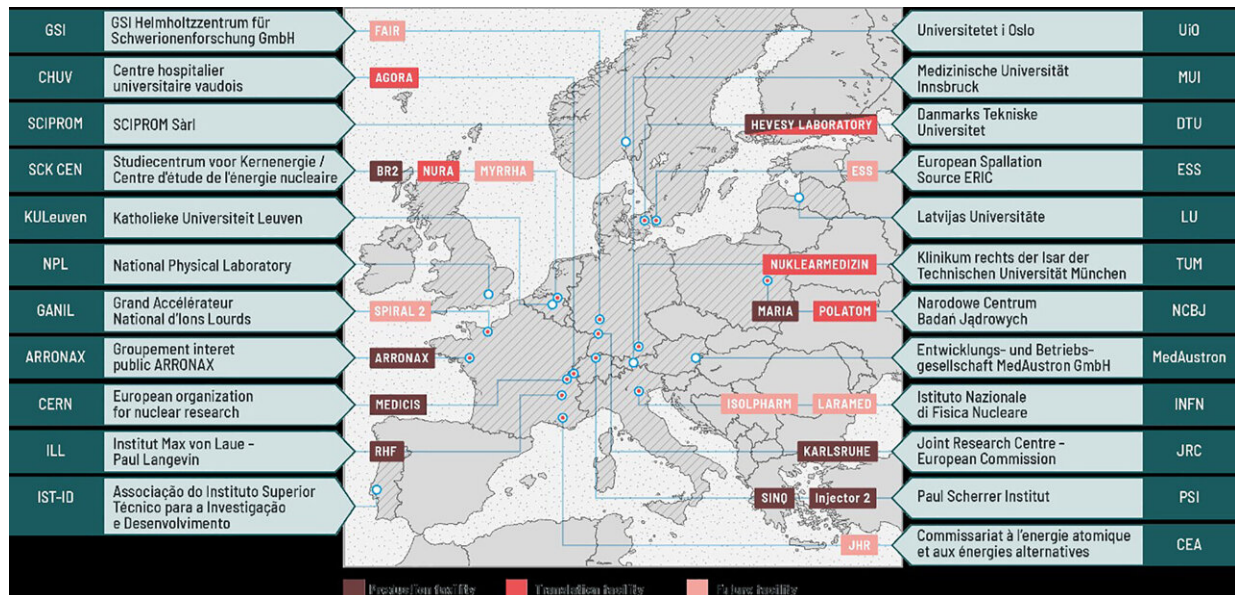 GSI
GSI Helmholtzzentrum für
Schwerionenforschung GmbH
FAIR
CHUV
Centre hospitalier
universitaire vaudois
AGORA
SCIPROM
SCIPROM Sàrl
SCK CEN
Studiecentrum voor Kernenergie /
Centre d'étude de l'énergie nucleaire
BR2
NURA
MYRRHA
KULeuven
Katholieke Universiteit Leuven
NPL
National Physical Laboratory
GANIL
Grand Accélérateur
National d'Ions Lourds
SPIRAL 2
ARRONAX
Groupement interet
public ARRONAX
ARRONAX
CERN
European organization
for nuclear research
MEDICIS
ILL
Institut Max von Laue –
Paul Langevin
RHF
IST-ID
Associação do Instituto Superior
Técnico para a Investigação
e Desenvolvimento
Universitetet i Oslo
UiO
Medizinische Universität
Innsbruck
MUI
HEVESY LABORATORY
Danmarks Tekniske
Universitet
DTU
ESS
European Spallation
Source ERIC
ESS
Latvijas Universitäte
LU
NUKLEARMEDIZIN
Klinikum rechts der Isar der
Technischen Universität München
TUM
MARIA
POLATOM
Narodowe Centrum
Badań Jądrowych
NCBJ
Entwicklungs- und Betriebs-
gesellschaft MedAustron GmbH
MedAustron
ISOLPHARM
LARAMED
Istituto Nazionale
di Fisica Nucleare
INFN
KARLSRUHE
Joint Research Centre –
European Commission
JRC
SINQ
Injector 2
Paul Scherrer Institut
PSI
JHR
Commissariat à l'energie atomique
et aux énergies alternatives
CEA
Production facility
Translation facility
Future facility